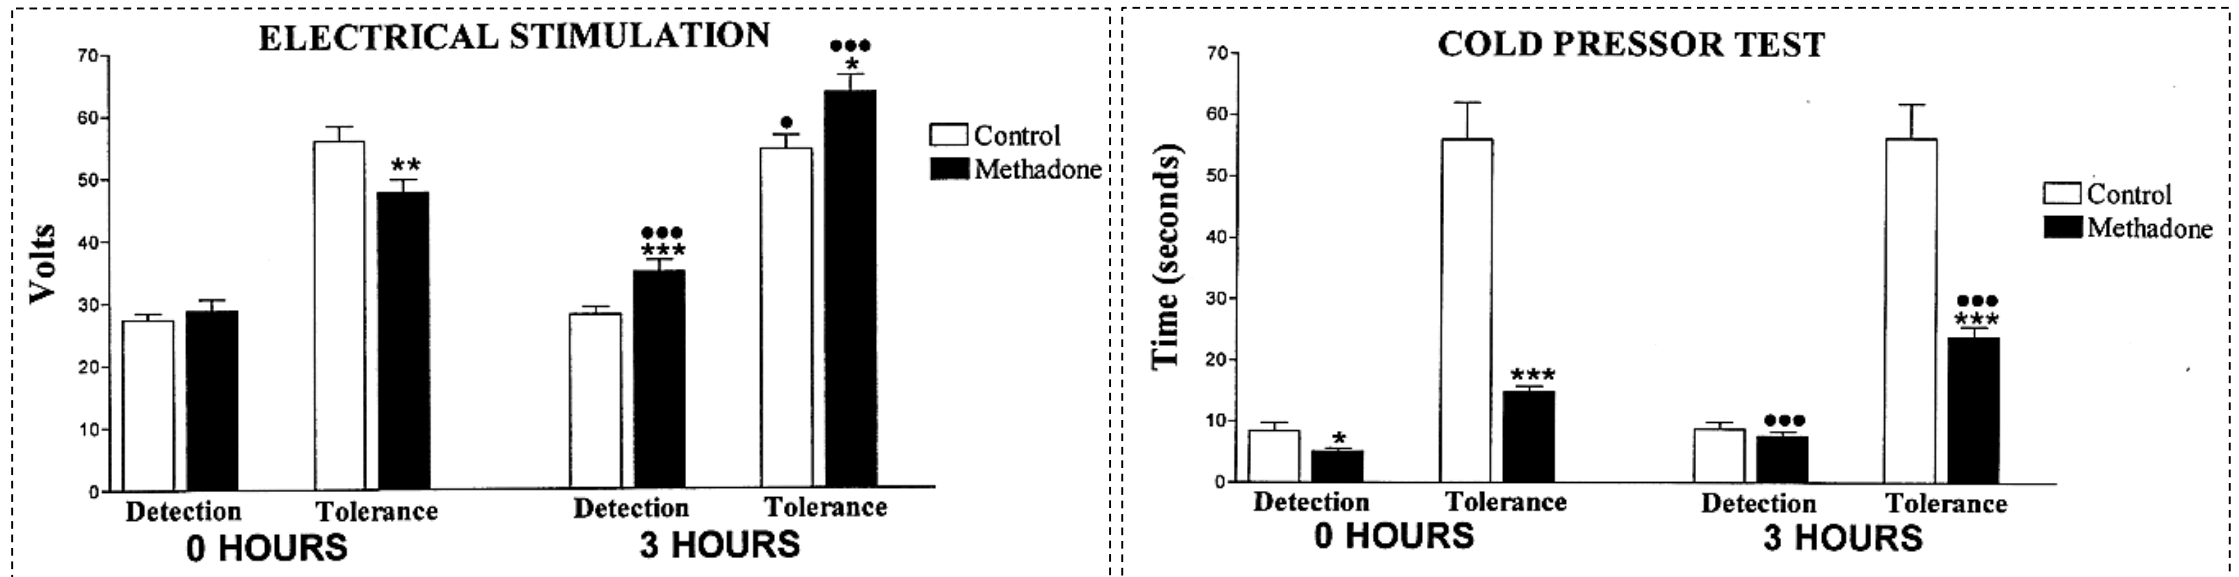 ELECTRICAL STIMULATION
Volts
70
60
50
40
30
20
10
0
**
●●●
***
●
●●●
*
Control
Methadone
Detection Tolerance Detection Tolerance
0 HOURS 3 HOURS
COLD PRESSOR TEST
Time (seconds)
70
60
50
40
30
20
10
0
*
***
●●●
●●●
***
Control
Methadone
Detection Tolerance Detection Tolerance
0 HOURS 3 HOURS